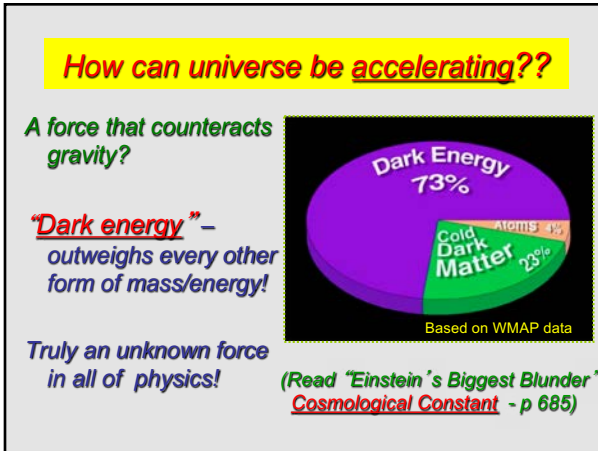 How can universe be accelerating??
A force that counteracts
gravity?
“Dark energy” –
outweighs every other
form of mass/energy!
Truly an unknown force
in all of physics!
Dark Energy
73%
Atoms 4%
Cold
Dark
Matter
23%
Based on WMAP data
(Read “Einstein’s Biggest Blunder”
Cosmological Constant - p 685)